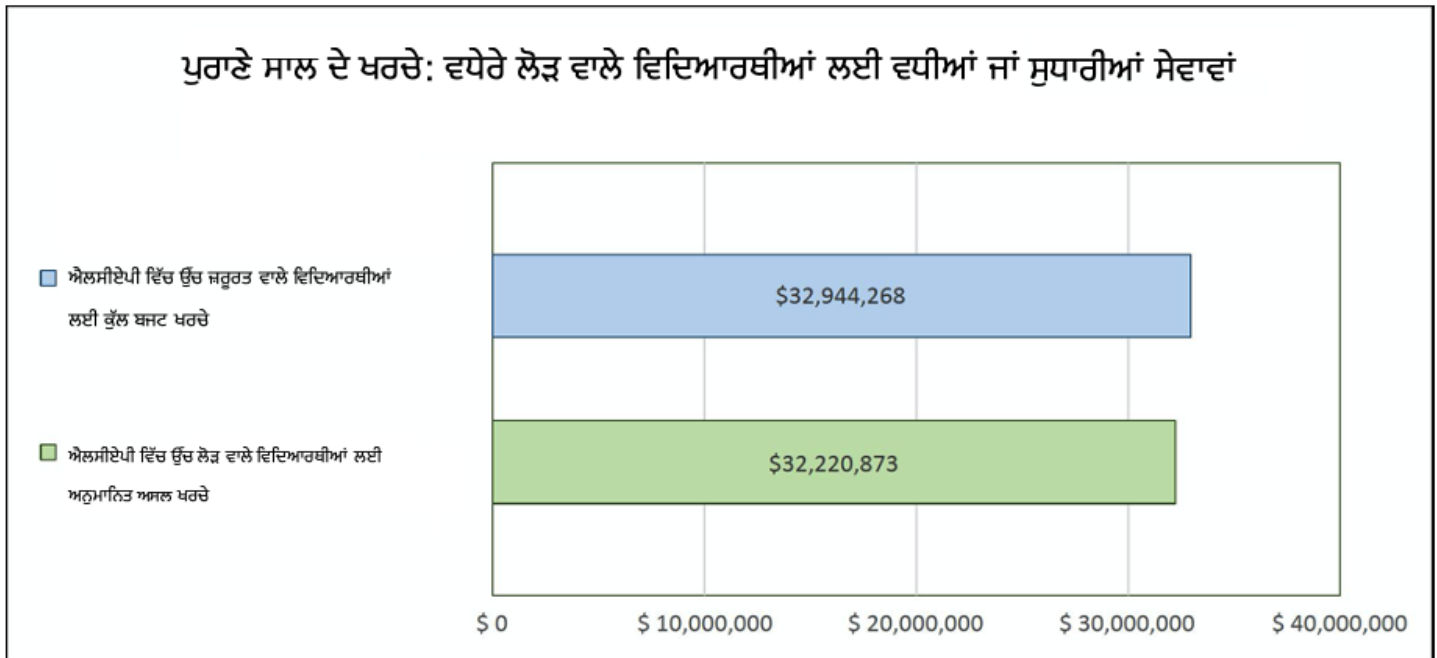 ਪੁਰਾਣੇ ਸਾਲ ਦੇ ਖਰਚੇ: ਵਧੇਰੇ ਲੋੜ ਵਾਲੇ ਵਿਦਿਆਰਥੀਆਂ ਲਈ ਵਧੀਆਂ ਜਾਂ ਸੁਧਾਰੀਆਂ ਸੇਵਾਵਾਂ
ਐਲਸੀਏਪੀ ਵਿੱਚ ਉੱਚ ਜ਼ਰੂਰਤ ਵਾਲੇ ਵਿਦਿਆਰਥੀਆਂ
ਲਈ ਕੁੱਲ ਬਜਟ ਖਰਚੇ
$32,944,268
ਐਲਸੀਏਪੀ ਵਿੱਚ ਉੱਚ ਲੋੜ ਵਾਲੇ ਵਿਦਿਆਰਥੀਆਂ ਲਈ
ਅਨੁਮਾਨਿਤ ਅਸਲ ਖਰਚੇ
$32,220,873
$ 0 $ 10,000,000 $ 20,000,000 $ 30,000,000 $ 40,000,000